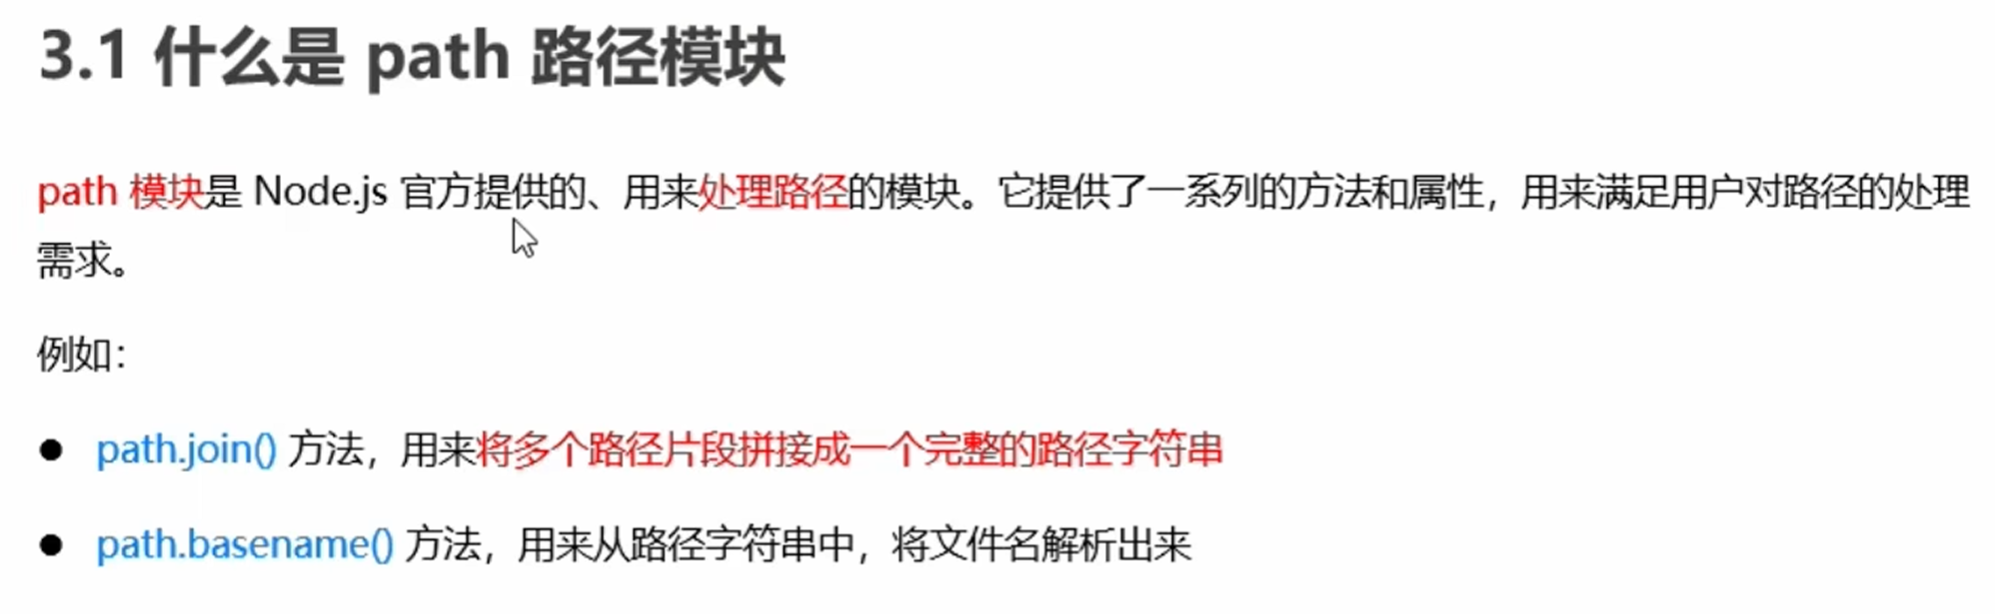 3.1 什么是 path 路径模块
path 模块是 Node.js 官方提供的、用来处理路径的模块。它提供了一系列的方法和属性，用来满足用户对路径的处理
需求。
例如：
● path.join() 方法，用来将多个路径片段拼接成一个完整的路径字符串
● path.basename() 方法，用来从路径字符串中，将文件名解析出来